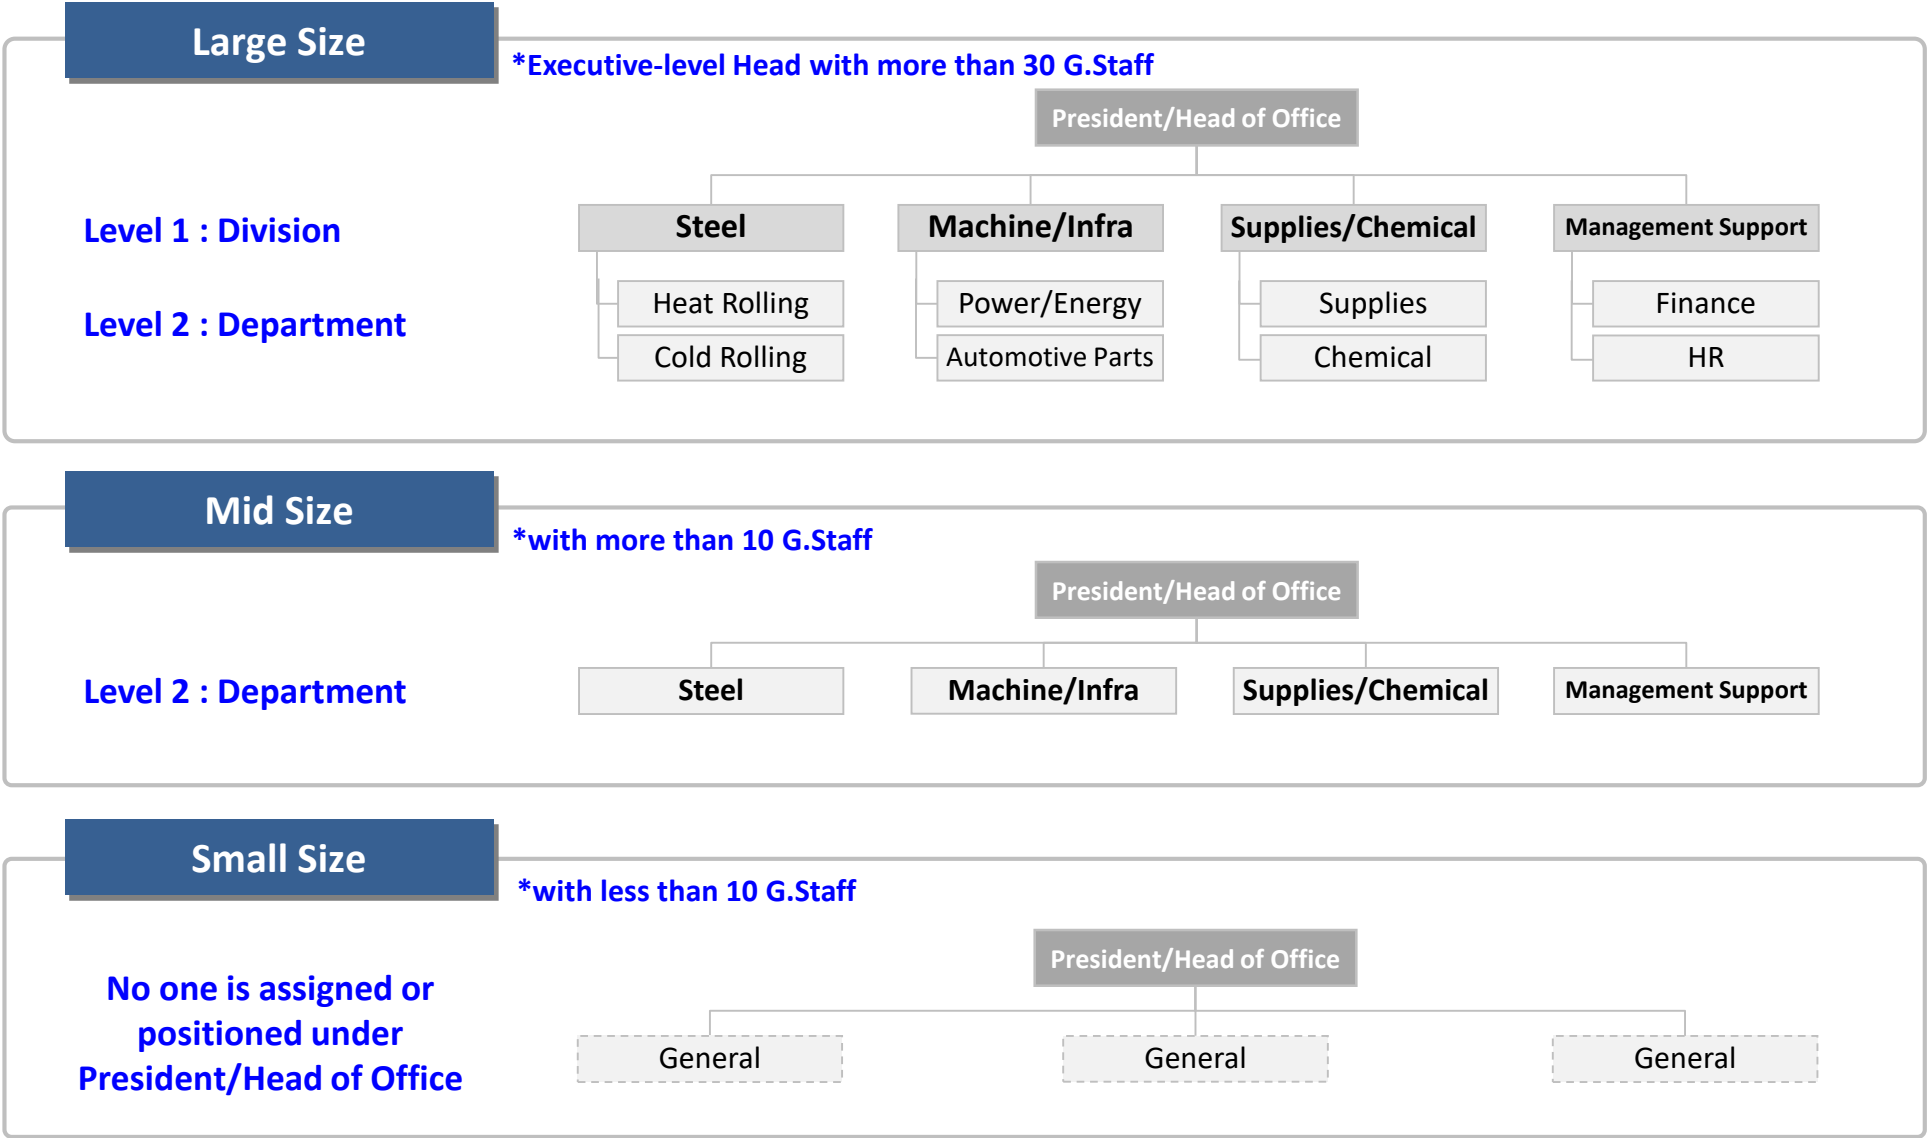 Large Size
*Executive-level Head with more than 30 G.Staff
President/Head of Office
Level 1 : Division
Steel
Machine/Infra
Supplies/Chemical
Management Support
Level 2 : Department
Heat Rolling
Power/Energy
Supplies
Finance
Cold Rolling
Automotive Parts
Chemical
HR
Mid Size
*with more than 10 G.Staff
President/Head of Office
Level 2 : Department
Steel
Machine/Infra
Supplies/Chemical
Management Support
Small Size
*with less than 10 G.Staff
President/Head of Office
No one is assigned or
positioned under
President/Head of Office
General
General
General